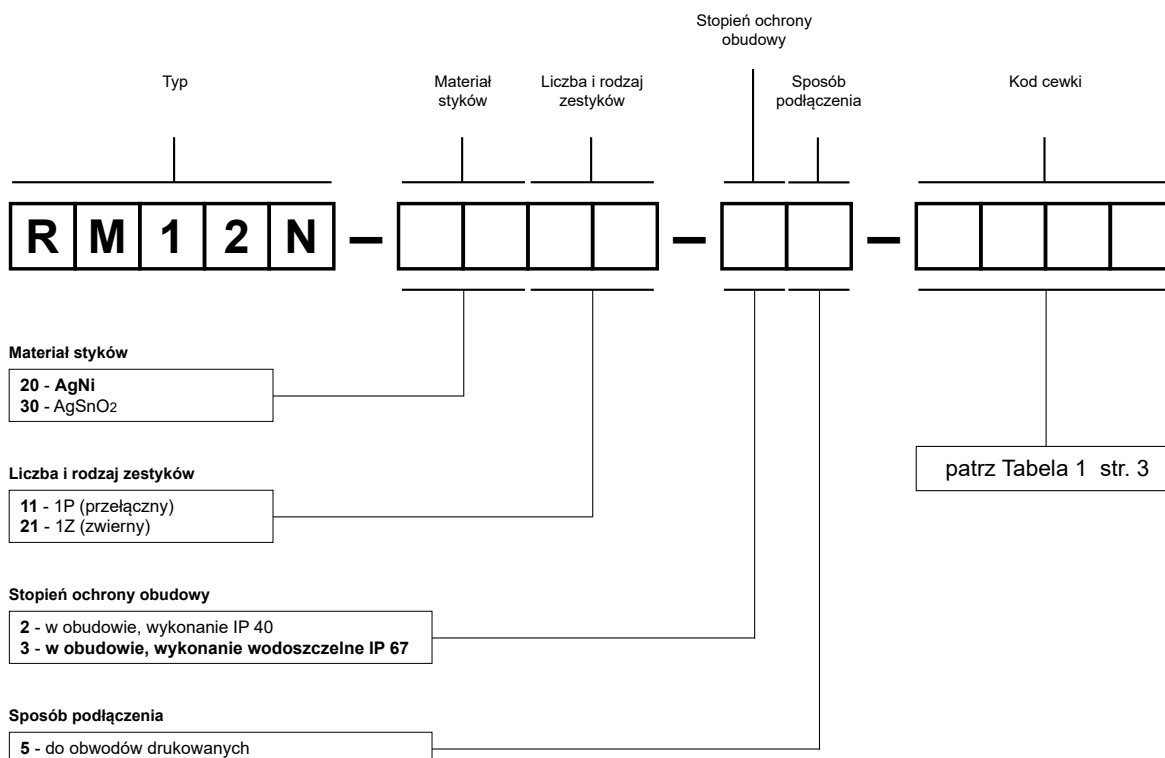 Stopień ochrony
obudowy
Typ
Materiał
styków
Liczba i rodzaj
zestyków
Sposób
podłączenia
Kod cewki
R M 1 2 N – – –
Materiał styków
20 - AgNi
30 - AgSnO2
Liczba i rodzaj zestyków
11 - 1P (przełączny)
21 - 1Z (zwierny)
patrz Tabela 1 str. 3
Stopień ochrony obudowy
2 - w obudowie, wykonanie IP 40
3 - w obudowie, wykonanie wodoszczelne IP 67
Sposób podłączenia
5 - do obwodów drukowanych